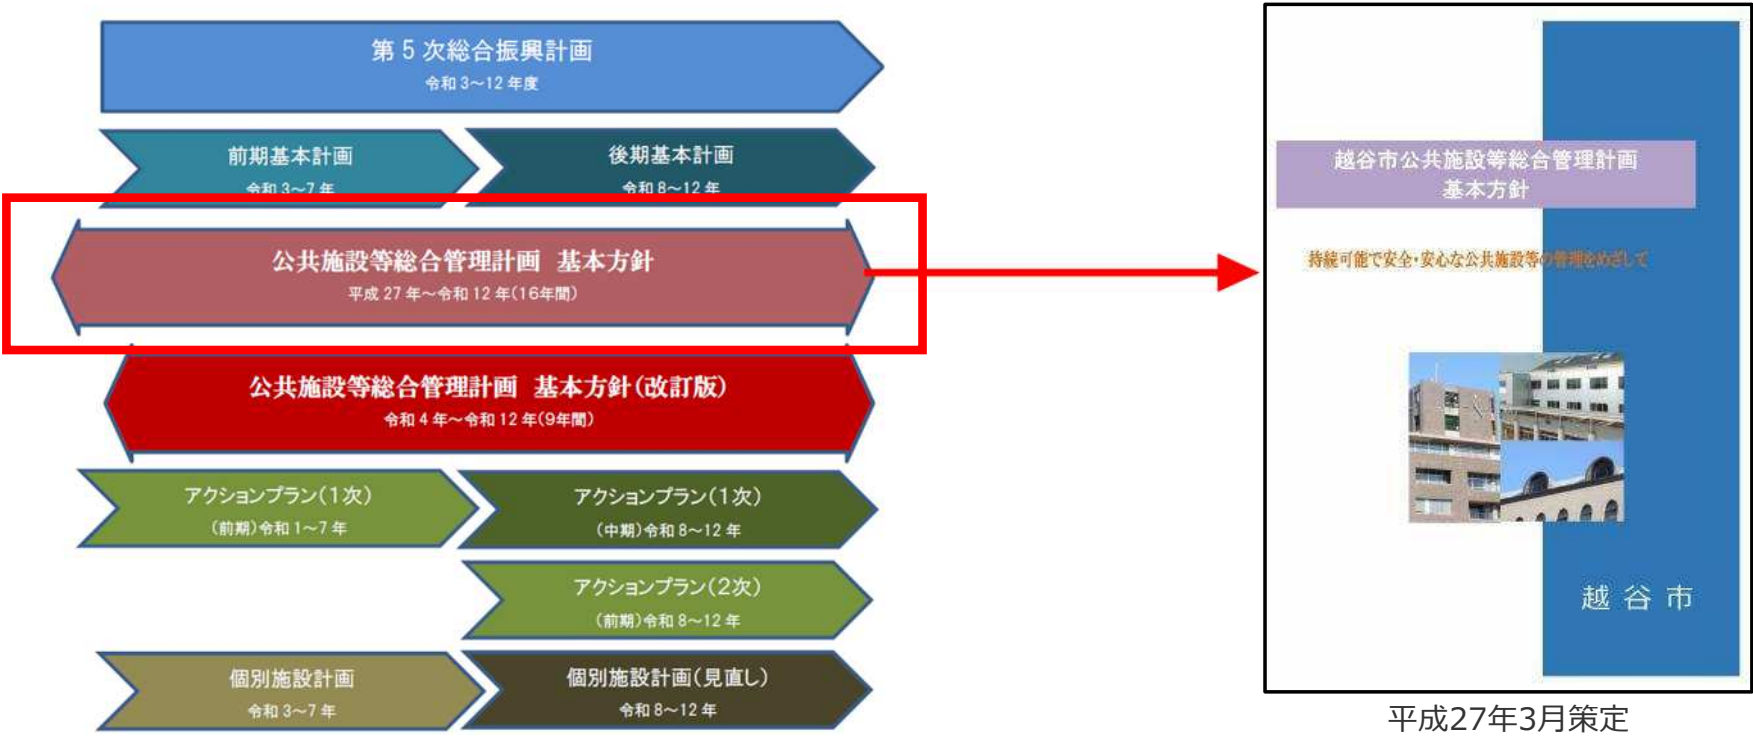 第5次総合振興計画
令和3～12年度
前期基本計画
令和3～7年
後期基本計画
令和8～12年
公共施設等総合管理計画 基本方針
平成27年～令和12年(16年間)
公共施設等総合管理計画 基本方針(改訂版)
令和4年～令和12年(9年間)
アクションプラン(1次)
(前期)令和1～7年
アクションプラン(1次)
(中期)令和8～12年
アクションプラン(2次)
(前期)令和8～12年
個別施設計画
令和3～7年
個別施設計画(見直し)
令和8～12年
越谷市公共施設等総合管理計画
基本方針
持続可能で安全・安心な公共施設等の管理をめざして
越谷市
平成27年3月策定